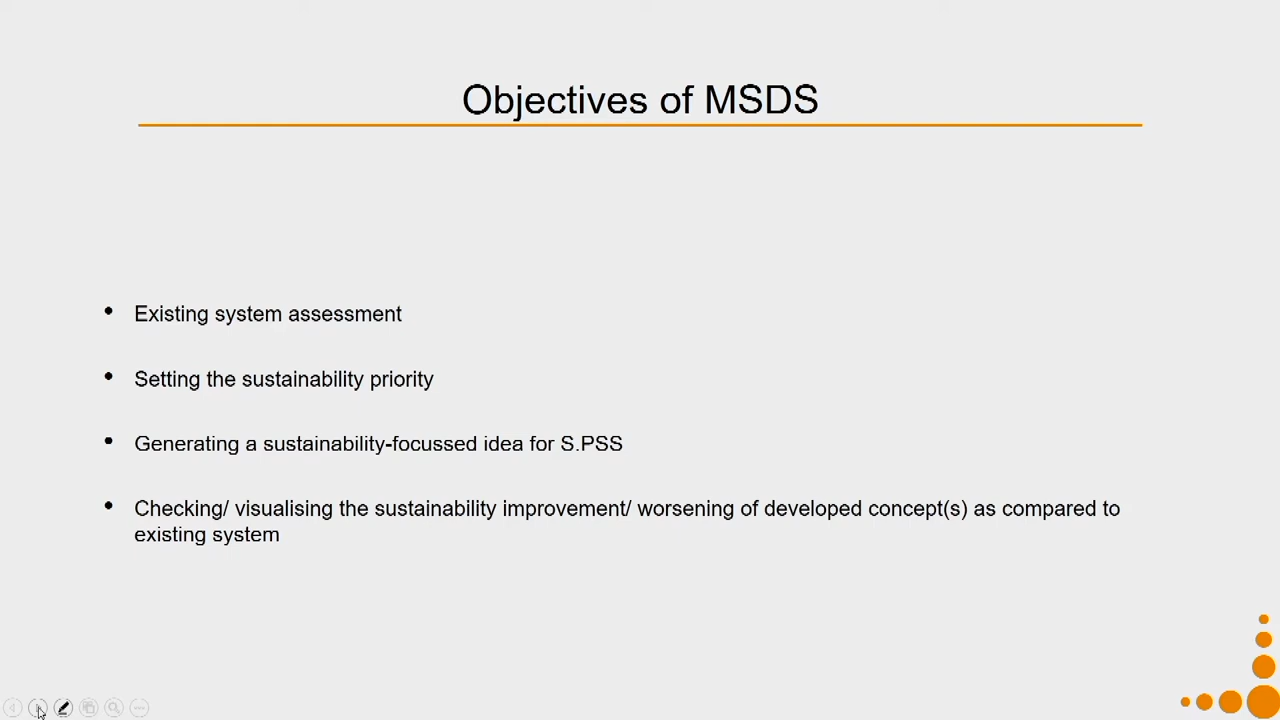 Objectives of MSDS
• Existing system assessment
• Setting the sustainability priority
• Generating a sustainability-focussed idea for S.PSS
• Checking/ visualising the sustainability improvement/ worsening of developed concept(s) as compared to
existing system